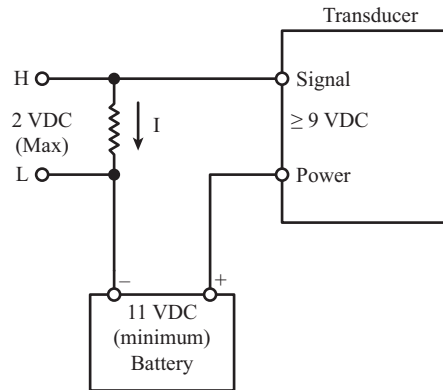 Transducer
H
Signal
2 VDC
(Max)
I
≥ 9 VDC
L
Power
–
+
11 VDC
(minimum)
Battery